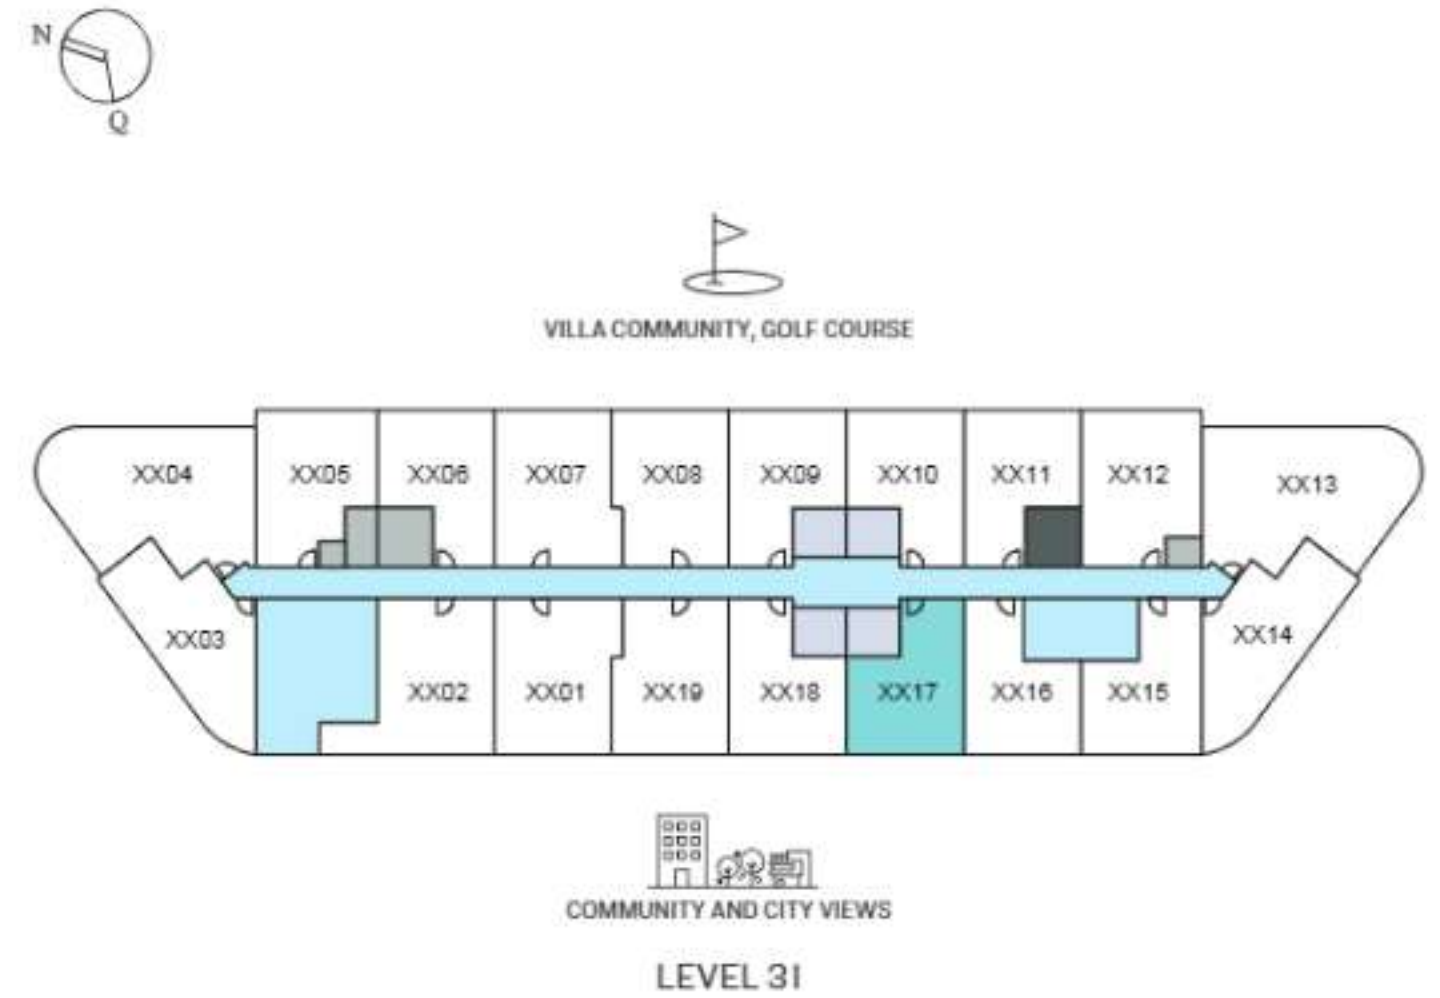 N
Q
VILLA COMMUNITY, GOLF COURSE
XX04
XX05
XX06
XX07
XX08
XX09
XX10
XX11
XX12
XX13
XX03
XX02
XX01
XX19
XX18
XX17
XX16
XX15
XX14
COMMUNITY AND CITY VIEWS
LEVEL 31